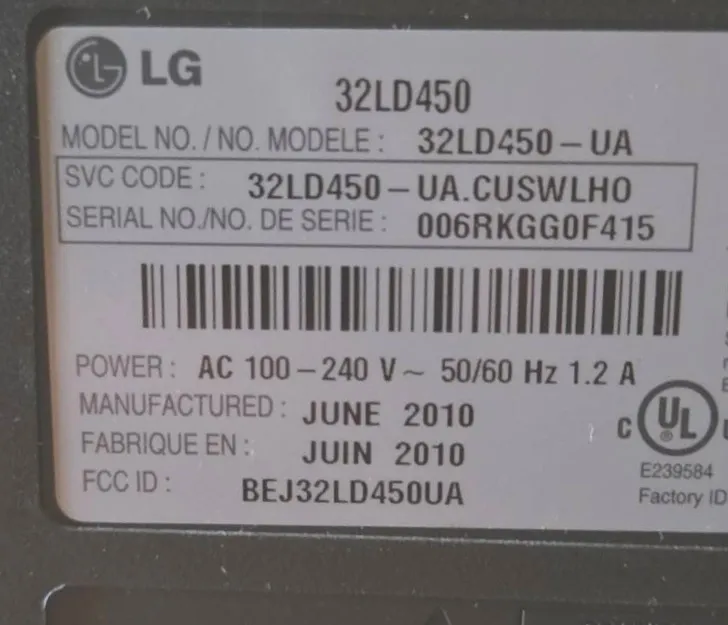 LG
32LD450
MODEL NO. / NO. MODELE : 32LD450-UA
SVC CODE : 32LD450-UA.CUSWLHO
SERIAL NO./NO. DE SERIE : 006RKGG0F415
POWER : AC 100-240 V~ 50/60 Hz 1.2 A
MANUFACTURED : JUNE 2010
FABRIQUE EN : JUIN 2010
FCC ID : BEJ32LD450UA
C UL ®
E239584
Factory ID